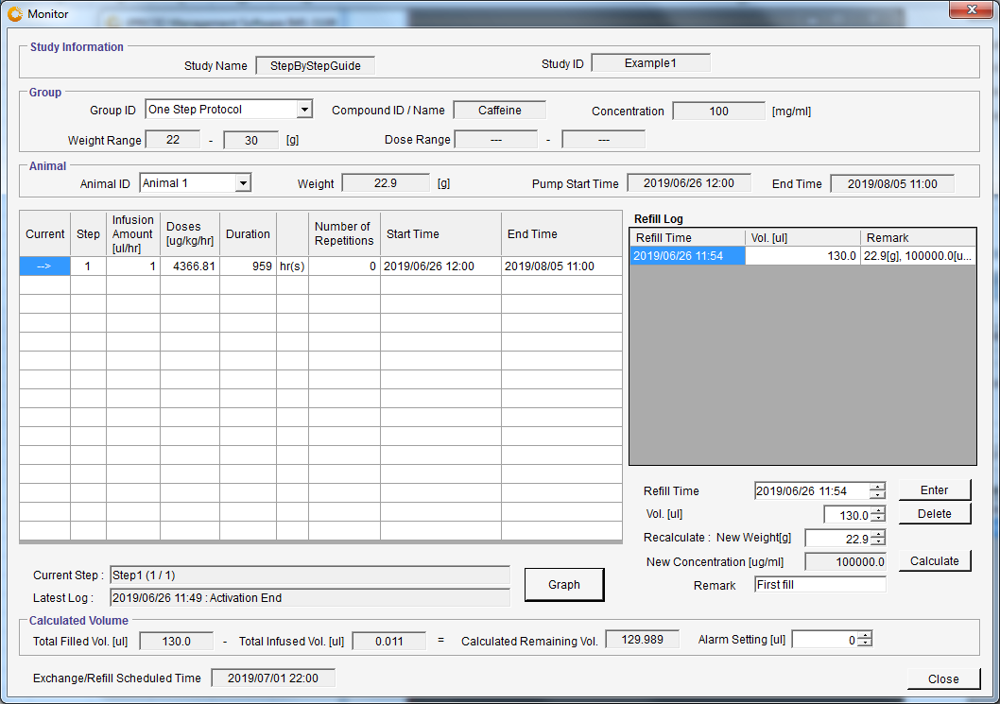 Monitor
Study Information
Study Name StepByStepGuide Study ID Example1
Group
Group ID One Step Protocol Compound ID / Name Caffeine Concentration 100 [mg/ml]
Weight Range 22 - 30 [g] Dose Range --- - ---
Animal
Animal ID Animal 1 Weight 22.9 [g] Pump Start Time 2019/06/26 12:00 End Time 2019/08/05 11:00
Current Step Infusion Amount [ul/hr] Doses [ug/kg/hr] Duration Number of Repetitions Start Time End Time
--> 1 1 4366.81 959 hr(s) 0 2019/06/26 12:00 2019/08/05 11:00
Refill Log
Refill Time Vol. [ul] Remark
2019/06/26 11:54 130.0 22.9[g], 100000.0[u...
Refill Time 2019/06/26 11:54 Enter
Vol. [ul] 130.0 Delete
Recalculate : New Weight[g] 22.9
New Concentration [ug/ml] 100000.0 Calculate
Remark First fill
Current Step : Step1 (1 / 1)
Latest Log : 2019/06/26 11:49 : Activation End
Graph
Calculated Volume
Total Filled Vol. [ul] 130.0 - Total Infused Vol. [ul] 0.011 = Calculated Remaining Vol. 129.989 Alarm Setting [ul] 0
Exchange/Refill Scheduled Time 2019/07/01 22:00
Close